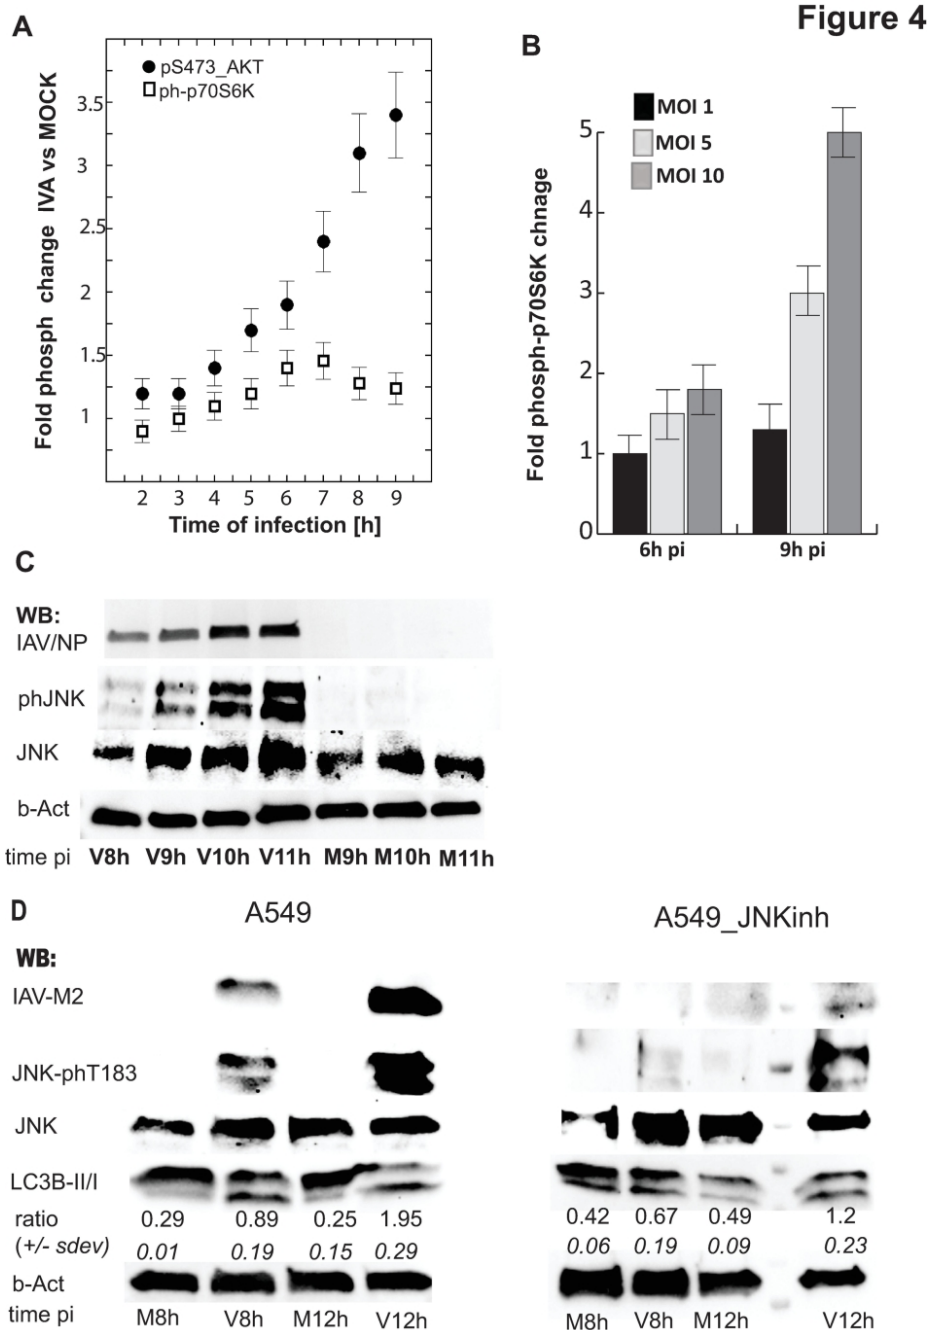 Figure 4
A
pS473_AKT
ph-p70S6K
Fold phosph change IVA vs MOCK
3.5
3
2.5
2
1.5
1
2 3 4 5 6 7 8 9
Time of infection [h]
B
MOI 1
MOI 5
MOI 10
Fold phosph-p70S6K chnage
5
4
3
2
1
0
6h pi 9h pi
C
WB:
IAV/NP
phJNK
JNK
b-Act
time pi V8h V9h V10h V11h M9h M10h M11h
D
A549 A549_JNKinh
WB:
IAV-M2
JNK-phT183
JNK
LC3B-II/I
ratio 0.29 0.89 0.25 1.95 0.42 0.67 0.49 1.2
(+/- sdev) 0.01 0.19 0.15 0.29 0.06 0.19 0.09 0.23
b-Act
time pi M8h V8h M12h V12h M8h V8h M12h V12h